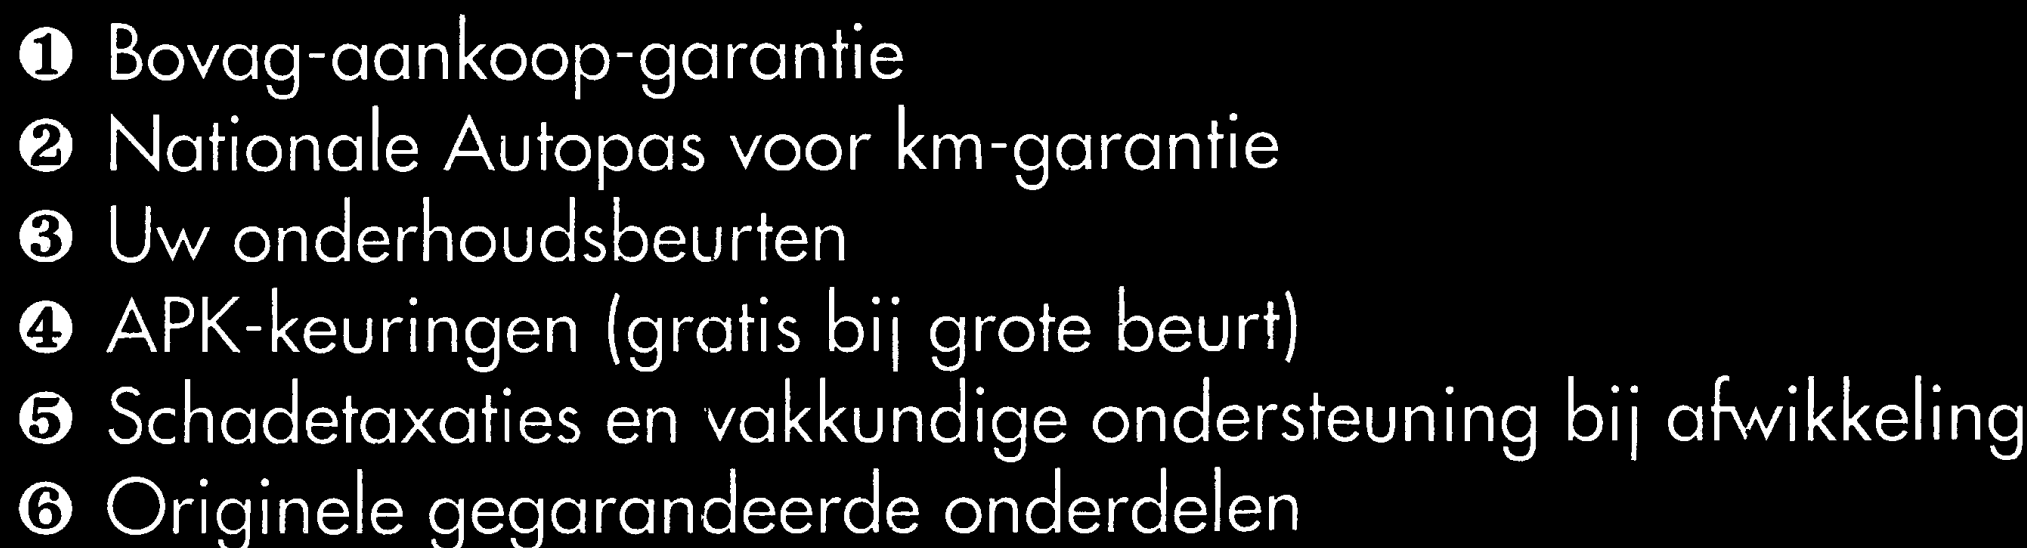 ❶ Bovag-aankoop-garantie
❷ Nationale Autopas voor km-garantie
❸ Uw onderhoudsbeurten
❹ APK-keuringen (gratis bij grote beurt)
❺ Schadetaxaties en vakkundige ondersteuning bij afwikkeling
❻ Originele gegarandeerde onderdelen